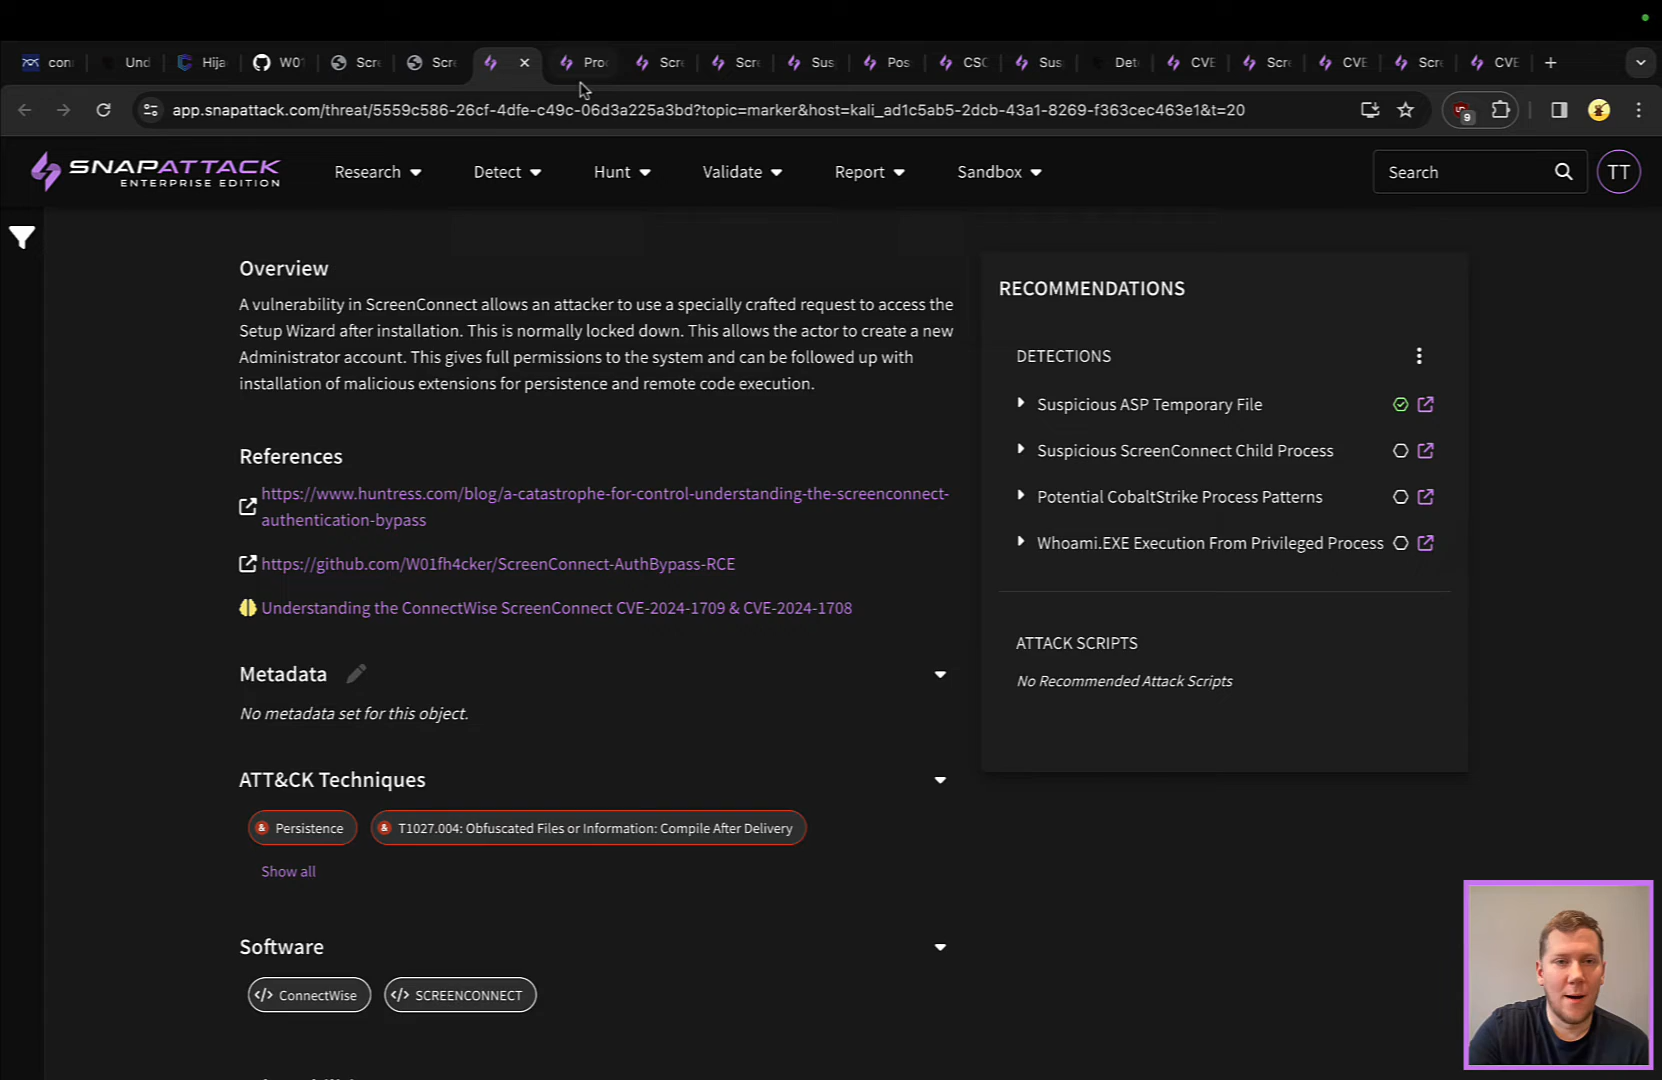 con
Und
Hija
W01
Scre
Scre
Proc
Scre
Scre
Sus
Pos
CSC
Sus
Det
CVE
Scre
CVE
Scre
CVE
app.snapattack.com/threat/5559c586-26cf-4dfe-c49c-06d3a225a3bd?topic=marker&host=kali_ad1c5ab5-2dcb-43a1-8269-f363cec463e1&t=20
9
SNAPATTACK
ENTERPRISE EDITION
Research
Detect
Hunt
Validate
Report
Sandbox
Search
TT
Overview
A vulnerability in ScreenConnect allows an attacker to use a specially crafted request to access the
Setup Wizard after installation. This is normally locked down. This allows the actor to create a new
Administrator account. This gives full permissions to the system and can be followed up with
installation of malicious extensions for persistence and remote code execution.
References
https://www.huntress.com/blog/a-catastrophe-for-control-understanding-the-screenconnect-
authentication-bypass
https://github.com/W01fh4cker/ScreenConnect-AuthBypass-RCE
Understanding the ConnectWise ScreenConnect CVE-2024-1709 & CVE-2024-1708
Metadata
No metadata set for this object.
ATT&CK Techniques
Persistence
T1027.004: Obfuscated Files or Information: Compile After Delivery
Show all
Software
ConnectWise
SCREENCONNECT
RECOMMENDATIONS
DETECTIONS
Suspicious ASP Temporary File
Suspicious ScreenConnect Child Process
Potential CobaltStrike Process Patterns
Whoami.EXE Execution From Privileged Process
ATTACK SCRIPTS
No Recommended Attack Scripts